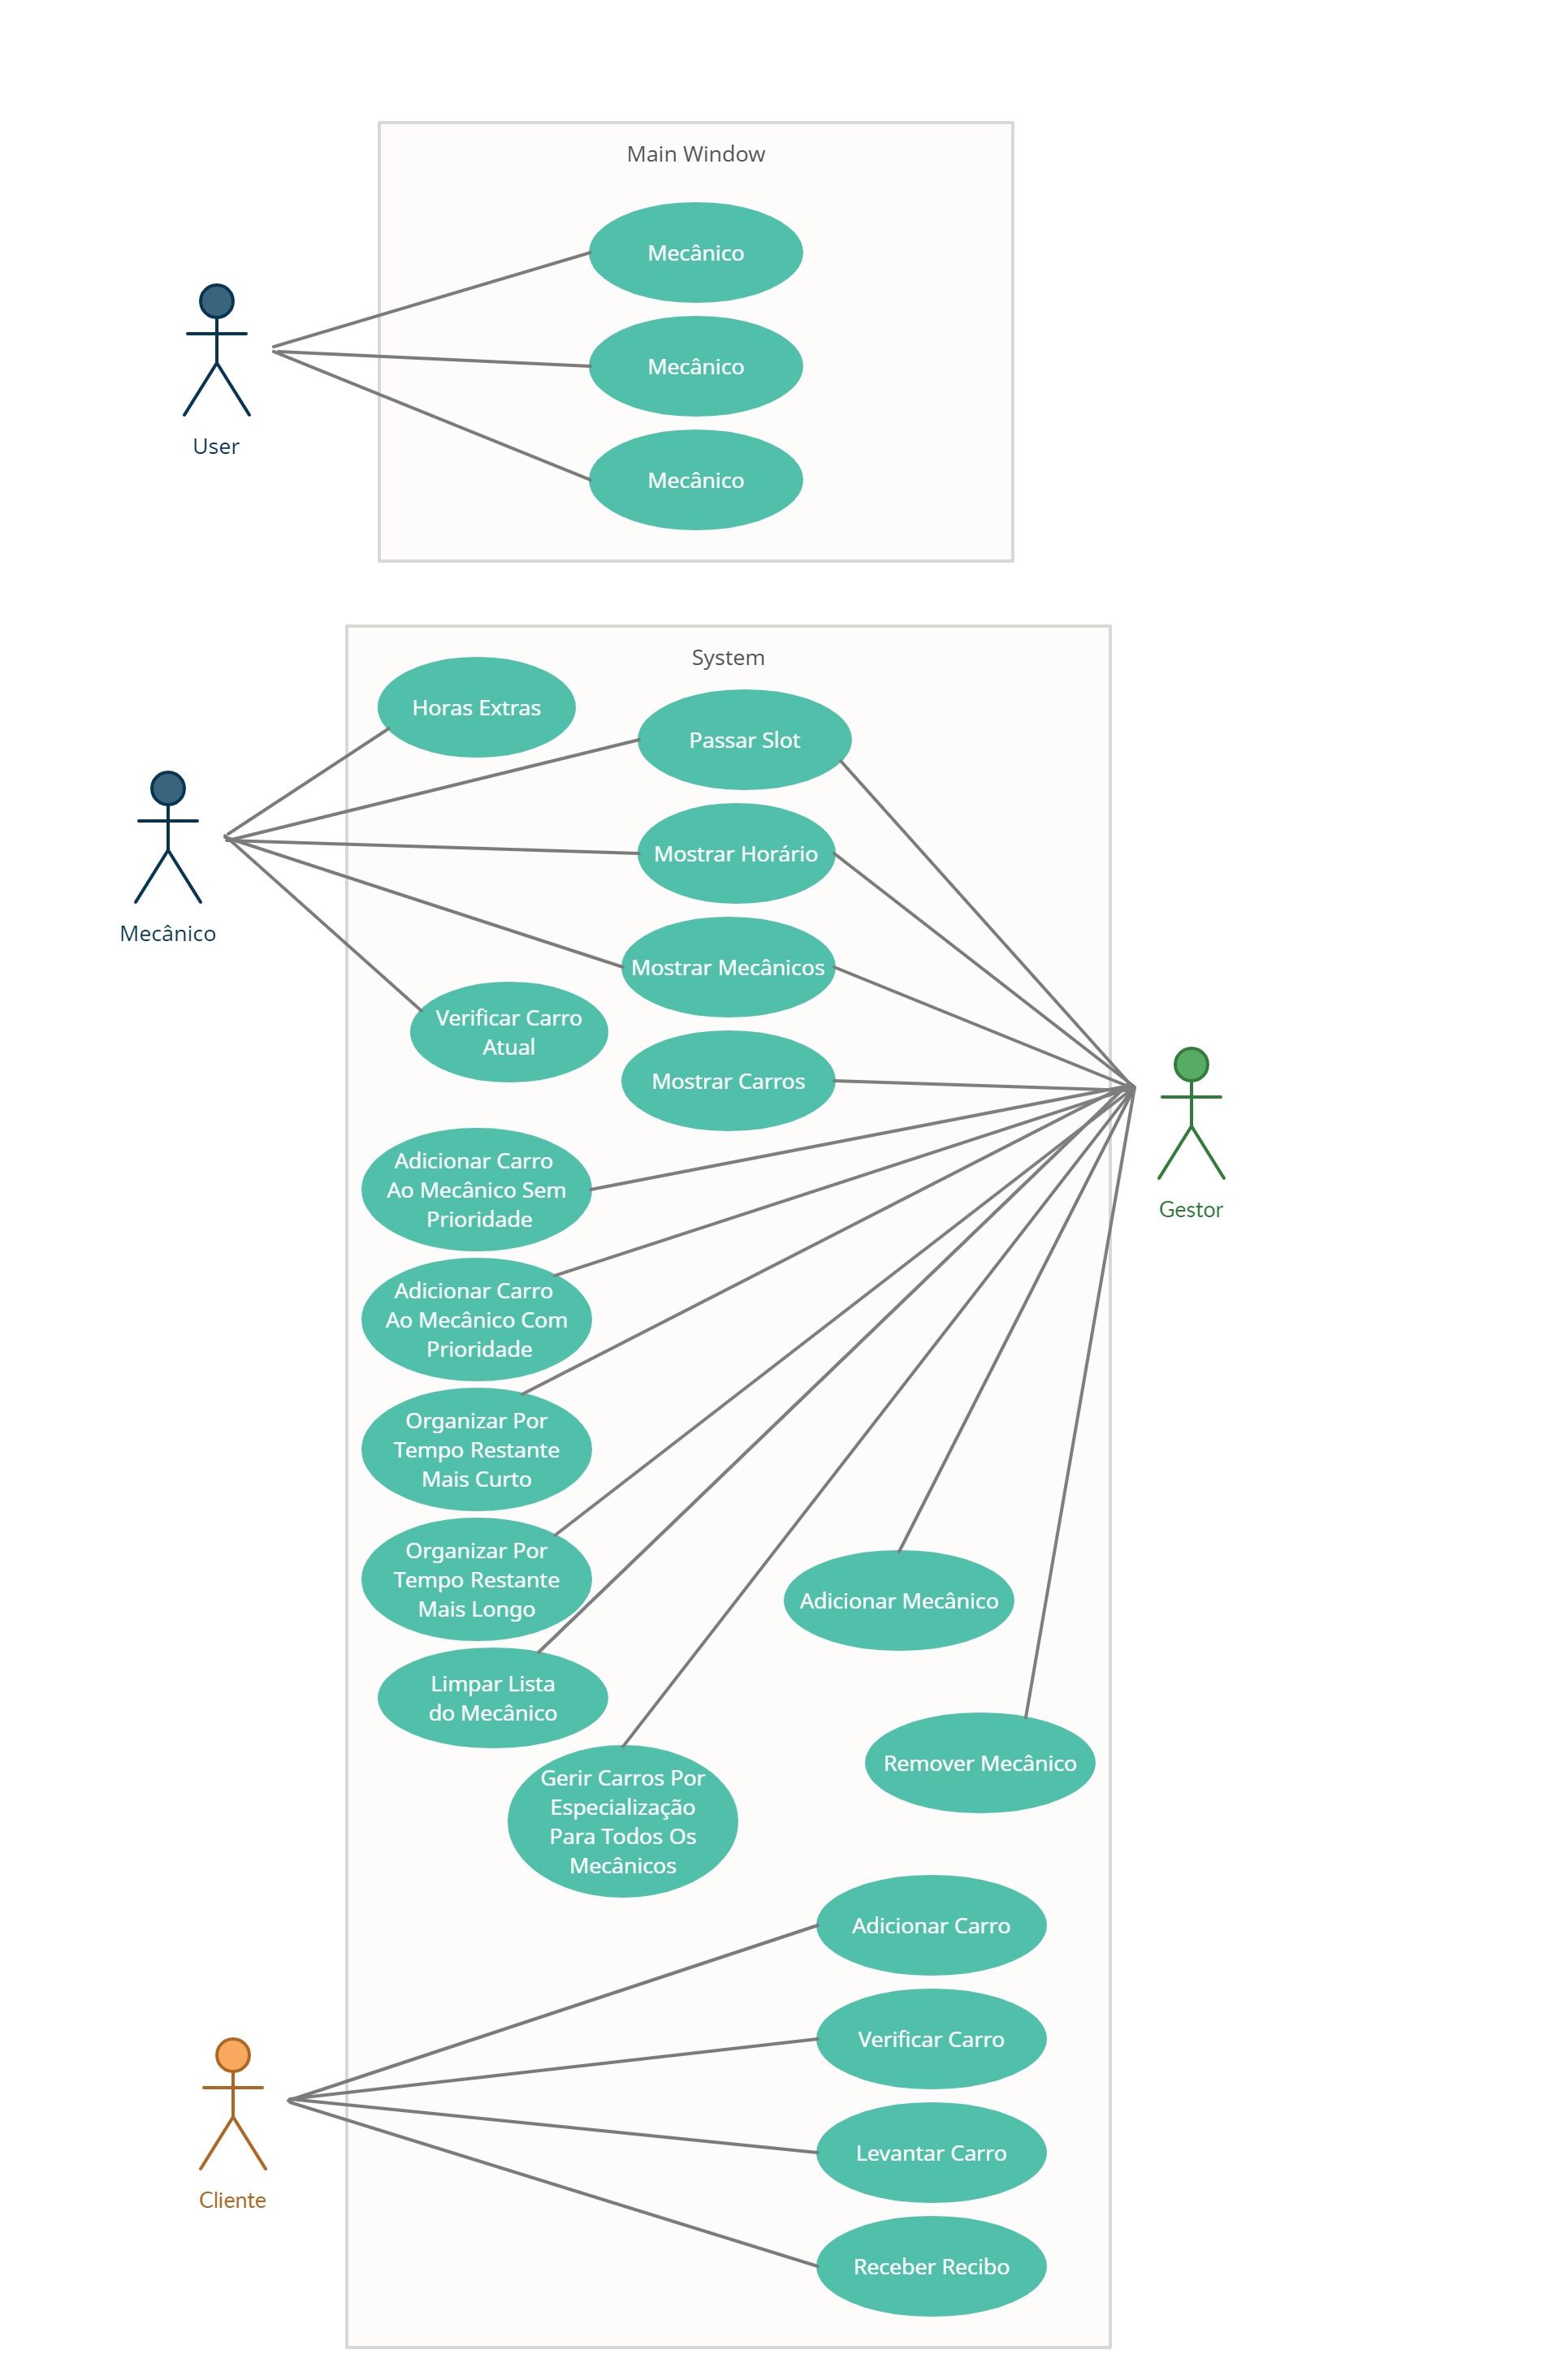 Main Window
Mecânico
Mecânico
Mecânico
User
System
Horas Extras
Passar Slot
Mostrar Horário
Mecânico
Mostrar Mecânicos
Verificar Carro
Atual
Mostrar Carros
Gestor
Adicionar Carro
Ao Mecânico Sem
Prioridade
Adicionar Carro
Ao Mecânico Com
Prioridade
Organizar Por
Tempo Restante
Mais Curto
Organizar Por
Tempo Restante
Mais Longo
Adicionar Mecânico
Limpar Lista
do Mecânico
Remover Mecânico
Gerir Carros Por
Especialização
Para Todos Os
Mecânicos
Adicionar Carro
Verificar Carro
Levantar Carro
Cliente
Receber Recibo